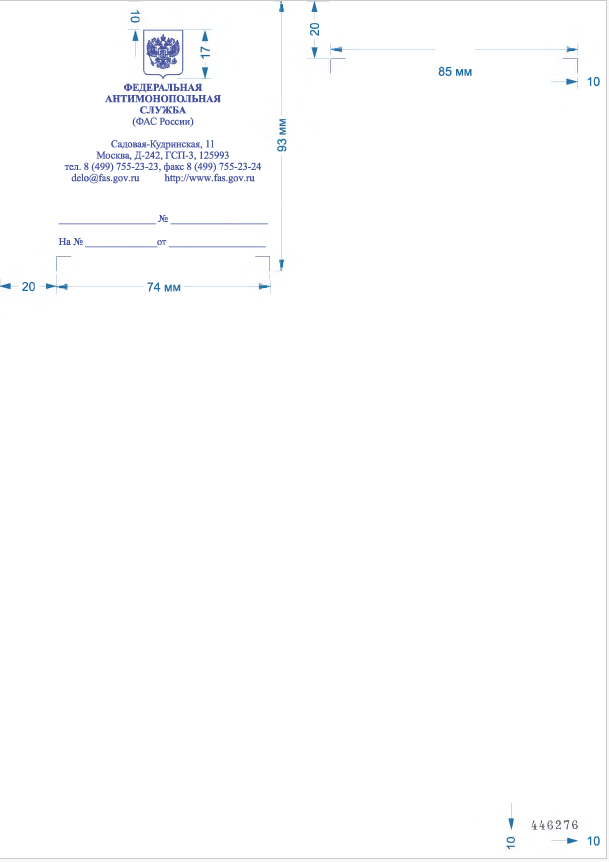 10
17
ФЕДЕРАЛЬНАЯ
АНТИМОНОПОЛЬНАЯ
СЛУЖБА
(ФАС России)
Садовая-Кудринская, 11
Москва, Д-242, ГСП-3, 125993
тел. 8 (499) 755-23-23, факс 8 (499) 755-23-24
delo@fas.gov.ru http://www.fas.gov.ru
№
На № от
93 мм
20
74 мм
20
85 мм
10
446276
10
10